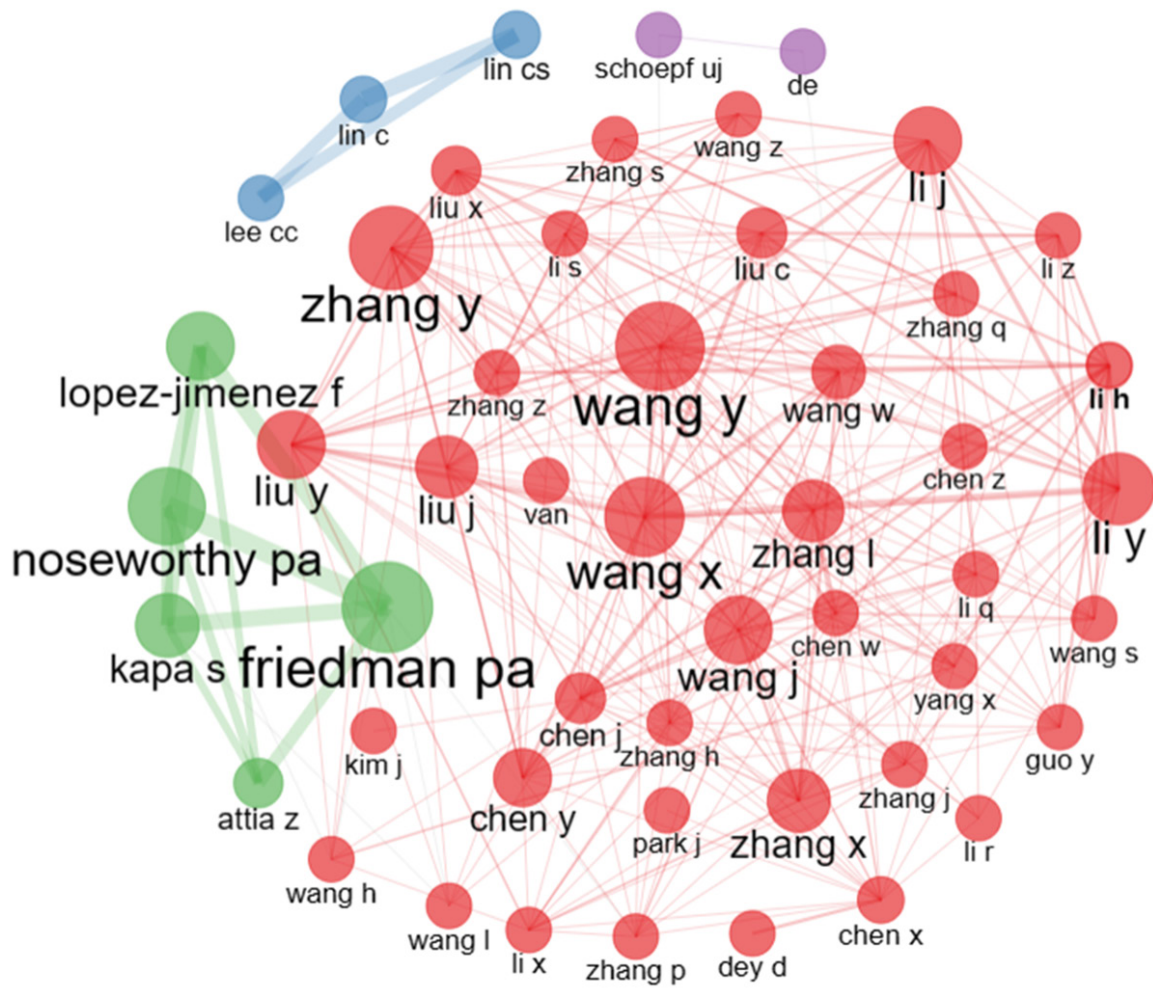 lin cs
schoepf uj
de
lin c
wang z
zhang s
li j
liu x
lee cc
li s
liu c
li z
zhang y
zhang q
lopez-jimenez f
zhang z
wang y
wang w
li h
liu y
liu j
van
chen z
li y
noseworthy pa
wang x
zhang l
li q
kapa s
friedman pa
wang j
chen w
wang s
yang x
chen j
zhang h
kim j
guo y
attia z
chen y
park j
zhang x
zhang j
li r
wang h
wang l
li x
zhang p
dey d
chen x